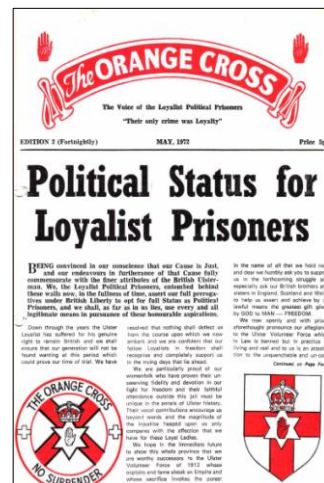 The ORANGE CROSS
The Voice of the Loyalist Political Prisoners
"Their only crime was Loyalty"
EDITION 2 (Fortnightly) MAY, 1972 Price 5p
Political Status for
Loyalist Prisoners
BEING convinced in our conscience that our Cause is Just,
and our endeavours in furtherance of that Cause fully
commensurate with the finer attributes of the British Ulster-
man. We, the Loyalist Political Prisoners, entombed behind
these walls now, in the fullness of time, assert our full preroga-
tives under British Liberty to opt for full Status as Political
Prisoners, and we shall, as far as in us lies, use every and all
legitimate means in pursuance of these honourable aspirations.
Down through the years the Ulster
Loyalist has suffered for his genuine
right to remain British and we shall
ensure that our generation will not be
found wanting at this period which
could prove our time of trial. We have
THE ORANGE CROSS
NO SURRENDER
resolved that nothing shall deflect us
from the course upon which we now
embark and we are confident that our
fellow Loyalists in freedom shall
recognise and completely support us
in the trying days that lie ahead.
We are particularly proud of our
womenfolk who have proven their un-
swerving fidelity and devotion in our
fight for freedom and their faithful
attendance outside this jail must be
unique in the annals of Ulster history.
Their vocal contributions encourage us
beyond words and the magnitude of
the injustice heaped upon us only
compares with the affection that we
have for these Loyal Ladies.
We hope in the immediate future
to show this whole province that we
are worthy successors to the Ulster
Volunteer Force of 1912 whose
exploits and fame shook an Empire and
whose sacrifice invokes the purest
in the name of all that we hold
and dear we humbly ask you to
us in the forthcoming struggle
especially ask our British brothers
sisters in England, Scotland and
to help us assert and achieve by
lawful means the greatest gift
by GOD to MAN — FREEDOM.
We now openly and with
aforethought pronounce our
to the Ulster Volunteer Force
in Law is banned but in practice
living and real and to us is an
tion to the unquenchable and
Continued on Page